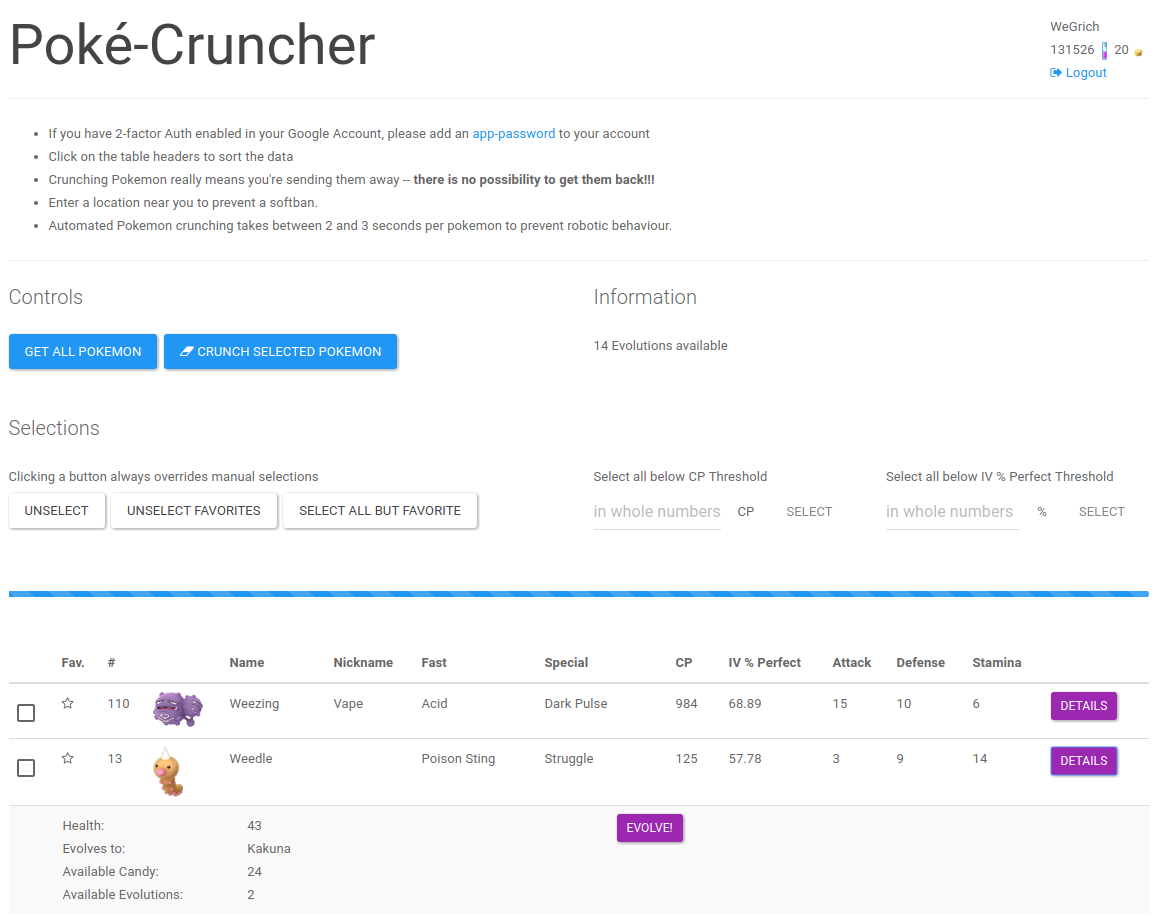 Poké-Cruncher
WeGrich
131526 20
Logout
If you have 2-factor Auth enabled in your Google Account, please add an app-password to your account
Click on the table headers to sort the data
Crunching Pokemon really means you're sending them away -- there is no possibility to get them back!!!
Enter a location near you to prevent a softban.
Automated Pokemon crunching takes between 2 and 3 seconds per pokemon to prevent robotic behaviour.
Controls
GET ALL POKEMON CRUNCH SELECTED POKEMON
Information
14 Evolutions available
Selections
Clicking a button always overrides manual selections
UNSELECT UNSELECT FAVORITES SELECT ALL BUT FAVORITE
Select all below CP Threshold
in whole numbers CP SELECT
Select all below IV % Perfect Threshold
in whole numbers % SELECT
Fav. # Name Nickname Fast Special CP IV % Perfect Attack Defense Stamina
110 Weezing Vape Acid Dark Pulse 984 68.89 15 10 6 DETAILS
13 Weedle Poison Sting Struggle 125 57.78 3 9 14 DETAILS
Health: 43 EVOLVE!
Evolves to: Kakuna
Available Candy: 24
Available Evolutions: 2